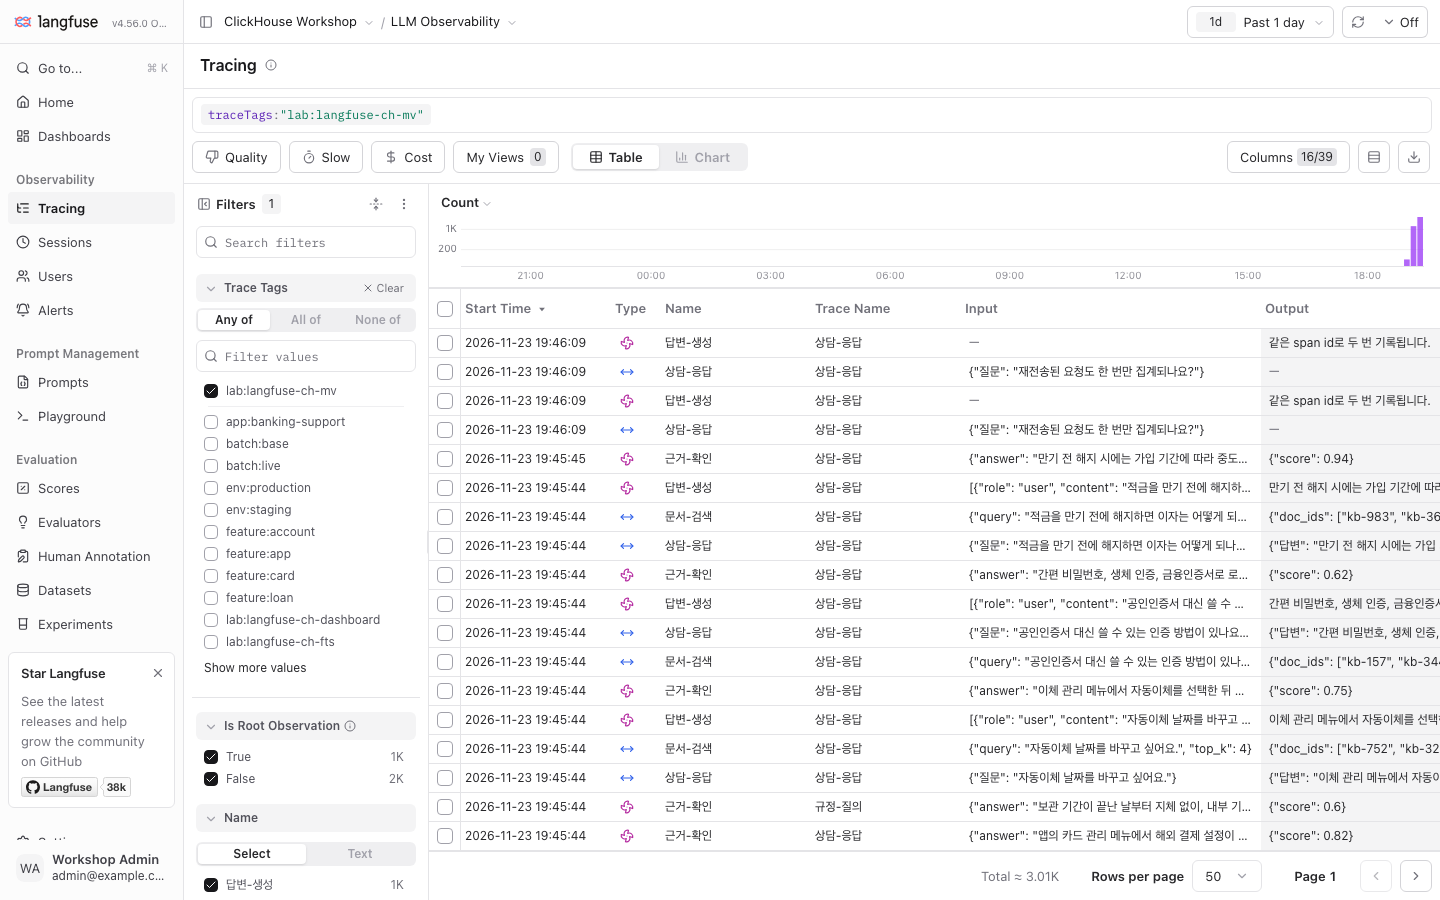 langfuse v4.56.0 O...
ClickHouse Workshop / LLM Observability
1d Past 1 day
Off
Go to... ⌘ K
Home
Dashboards
Observability
Tracing
Sessions
Users
Alerts
Prompt Management
Prompts
Playground
Evaluation
Scores
Evaluators
Human Annotation
Datasets
Experiments
Star Langfuse
See the latest
releases and help
grow the community
on GitHub
Langfuse 38k
WA Workshop Admin
admin@example.c...
Tracing
traceTags:"lab:langfuse-ch-mv"
Quality Slow Cost My Views 0 Table Chart Columns 16/39
Filters 1
Search filters
Trace Tags Clear
Any of All of None of
Filter values
lab:langfuse-ch-mv
app:banking-support
batch:base
batch:live
env:production
env:staging
feature:account
feature:app
feature:card
feature:loan
lab:langfuse-ch-dashboard
lab:langfuse-ch-fts
Show more values
Is Root Observation
True 1K
False 2K
Name
Select Text
답변-생성 1K
Count
1K
200
21:00 00:00 03:00 06:00 09:00 12:00 15:00 18:00
Start Time Type Name Trace Name Input Output
2026-11-23 19:46:09 답변-생성 상담-응답 — 같은 span id로 두 번 기록됩니다.
2026-11-23 19:46:09 상담-응답 상담-응답 {"질문": "재전송된 요청도 한 번만 집계되나요?"} —
2026-11-23 19:46:09 답변-생성 상담-응답 — 같은 span id로 두 번 기록됩니다.
2026-11-23 19:46:09 상담-응답 상담-응답 {"질문": "재전송된 요청도 한 번만 집계되나요?"} —
2026-11-23 19:45:45 근거-확인 상담-응답 {"answer": "만기 전 해지 시에는 가입 기간에 따라 중도... {"score": 0.94}
2026-11-23 19:45:44 답변-생성 상담-응답 [{"role": "user", "content": "적금을 만기 전에 해지하... 만기 전 해지 시에는 가입 기간에 따라
2026-11-23 19:45:44 문서-검색 상담-응답 {"query": "적금을 만기 전에 해지하면 이자는 어떻게 되... {"doc_ids": ["kb-983", "kb-36
2026-11-23 19:45:44 상담-응답 상담-응답 {"질문": "적금을 만기 전에 해지하면 이자는 어떻게 되나... {"답변": "만기 전 해지 시에는 가입
2026-11-23 19:45:44 근거-확인 상담-응답 {"answer": "간편 비밀번호, 생체 인증, 금융인증서로 로... {"score": 0.62}
2026-11-23 19:45:44 답변-생성 상담-응답 [{"role": "user", "content": "공인인증서 대신 쓸 수 ... 간편 비밀번호, 생체 인증, 금융인증서
2026-11-23 19:45:44 상담-응답 상담-응답 {"질문": "공인인증서 대신 쓸 수 있는 인증 방법이 있나요... {"답변": "간편 비밀번호, 생체 인증,
2026-11-23 19:45:44 문서-검색 상담-응답 {"query": "공인인증서 대신 쓸 수 있는 인증 방법이 있나... {"doc_ids": ["kb-157", "kb-344
2026-11-23 19:45:44 근거-확인 상담-응답 {"answer": "이체 관리 메뉴에서 자동이체를 선택한 뒤 ... {"score": 0.75}
2026-11-23 19:45:44 답변-생성 상담-응답 [{"role": "user", "content": "자동이체 날짜를 바꾸고 ... 이체 관리 메뉴에서 자동이체를 선택
2026-11-23 19:45:44 문서-검색 상담-응답 {"query": "자동이체 날짜를 바꾸고 싶어요.", "top_k": 4} {"doc_ids": ["kb-752", "kb-32
2026-11-23 19:45:44 상담-응답 상담-응답 {"질문": "자동이체 날짜를 바꾸고 싶어요."} {"답변": "이체 관리 메뉴에서 자동이
2026-11-23 19:45:44 근거-확인 규정-질의 {"answer": "보관 기간이 끝난 날부터 지체 없이, 내부 기... {"score": 0.6}
2026-11-23 19:45:44 근거-확인 상담-응답 {"answer": "앱의 카드 관리 메뉴에서 해외 결제 설정이 ... {"score": 0.82}
Total ≈ 3.01K Rows per page 50 Page 1